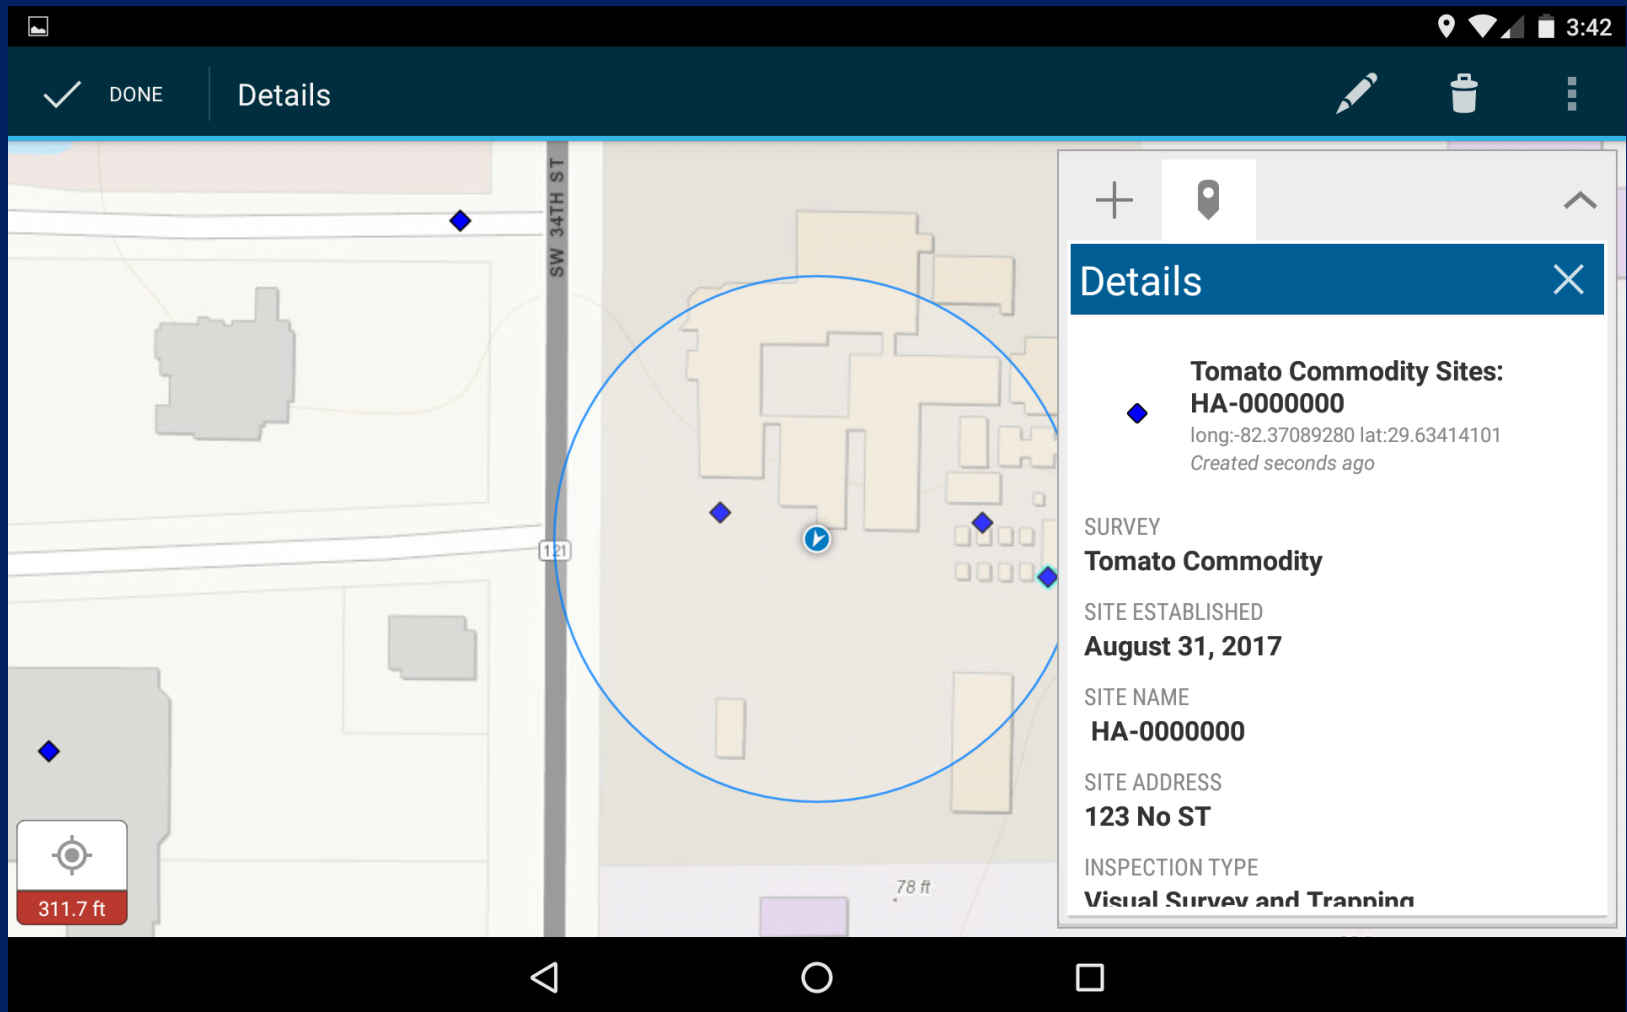 3:42
DONE
Details
SW 34TH ST
121
78 ft
311.7 ft
Details
Tomato Commodity Sites:
HA-0000000
long:-82.37089280 lat:29.63414101
Created seconds ago
SURVEY
Tomato Commodity
SITE ESTABLISHED
August 31, 2017
SITE NAME
HA-0000000
SITE ADDRESS
123 No ST
INSPECTION TYPE
Visual Survey and Trapping